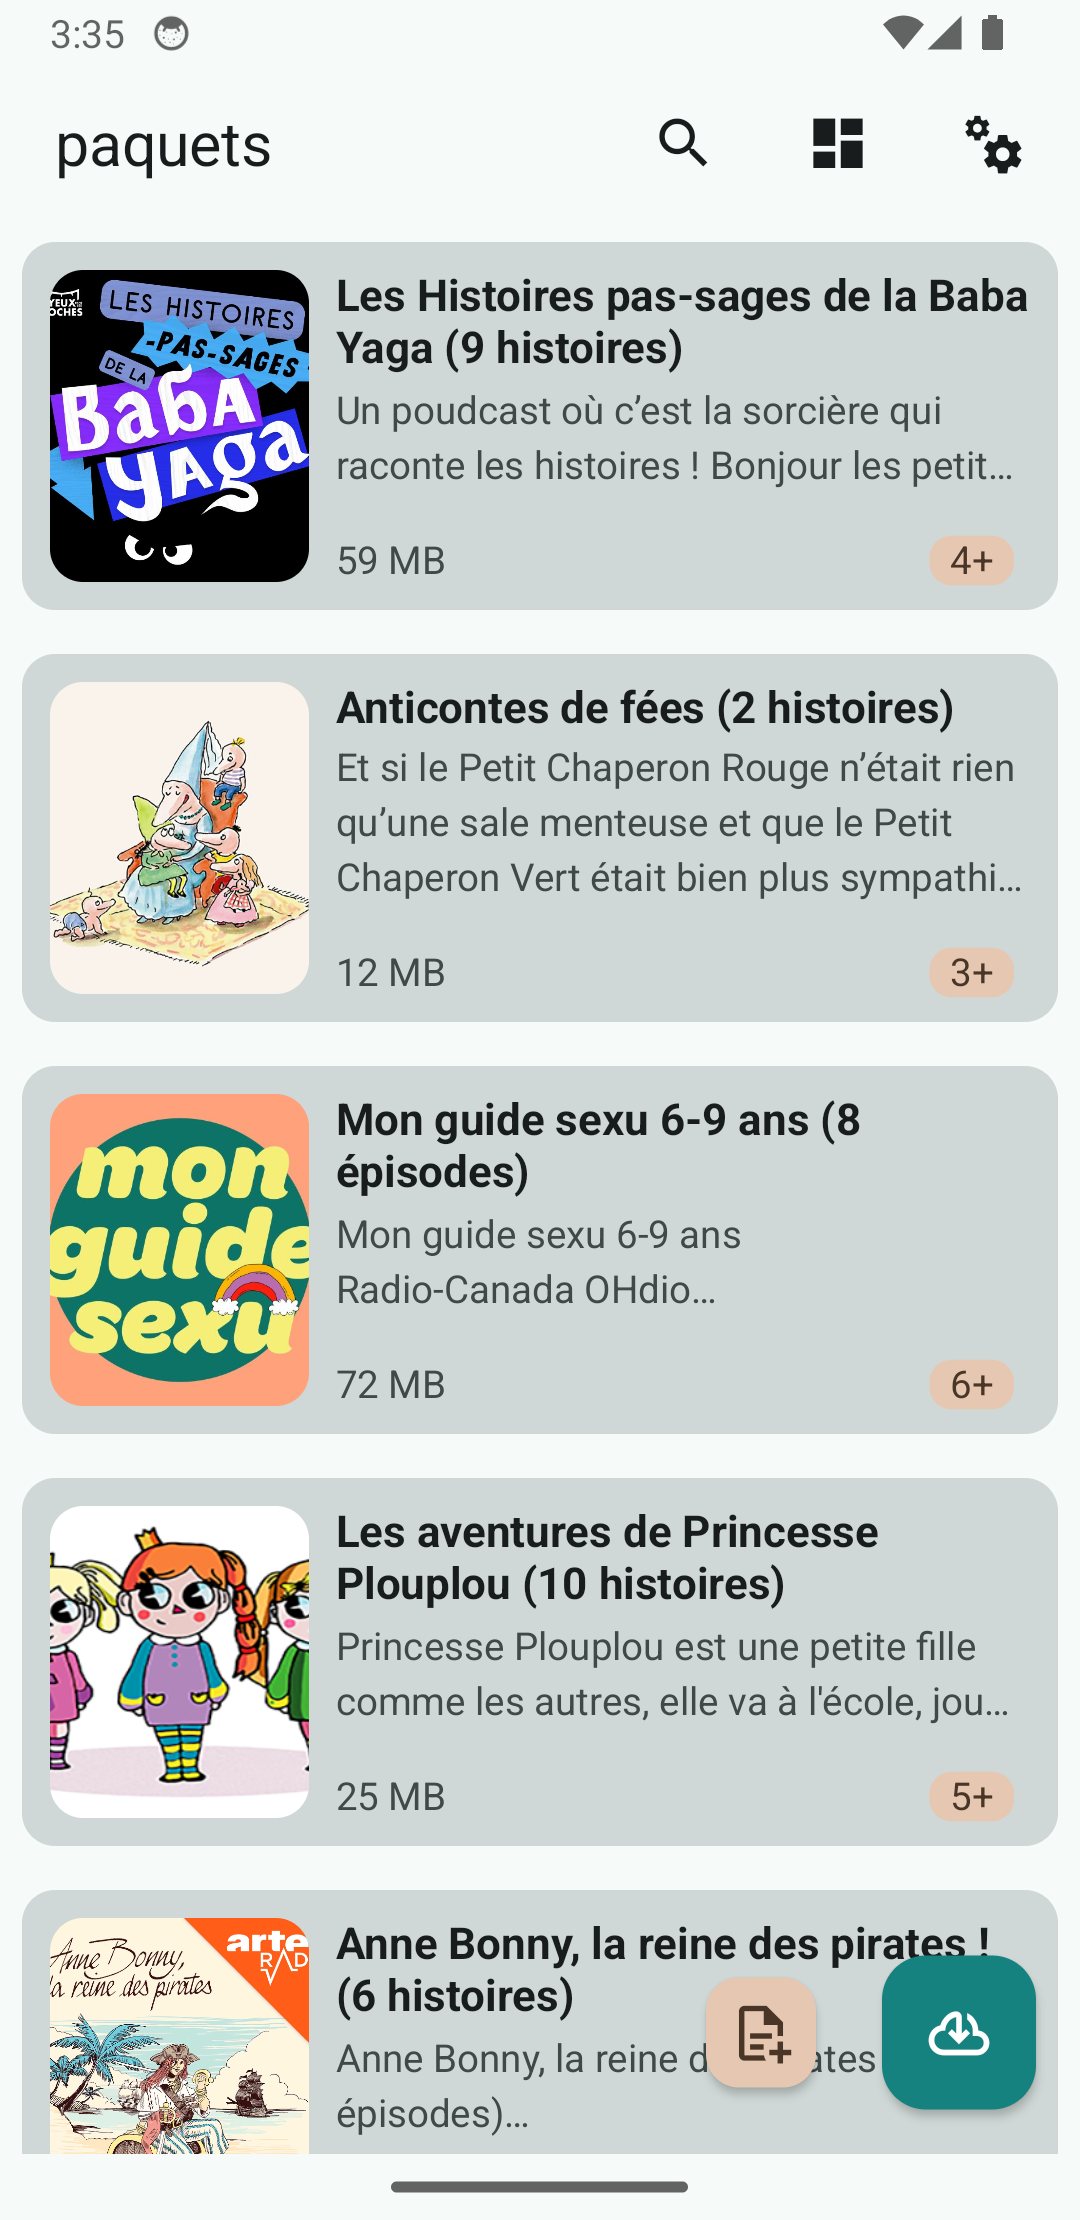 3:35
paquets
YEUX
OCHES
LES HISTOIRES
-PAS-SAGES
DE LA
BabA
yAga
Les Histoires pas-sages de la Baba
Yaga (9 histoires)
Un poudcast où c’est la sorcière qui
raconte les histoires ! Bonjour les petit…
59 MB
4+
Anticontes de fées (2 histoires)
Et si le Petit Chaperon Rouge n’était rien
qu’une sale menteuse et que le Petit
Chaperon Vert était bien plus sympathi…
12 MB
3+
mon
guide
sexu
Mon guide sexu 6-9 ans (8
épisodes)
Mon guide sexu 6-9 ans
Radio-Canada OHdio…
72 MB
6+
Les aventures de Princesse
Plouplou (10 histoires)
Princesse Plouplou est une petite fille
comme les autres, elle va à l'école, jou…
25 MB
5+
Anne Bonny,
la reine des pirates
arte
RAD
Anne Bonny, la reine des pirates !
(6 histoires)
Anne Bonny, la reine d ates
épisodes)…